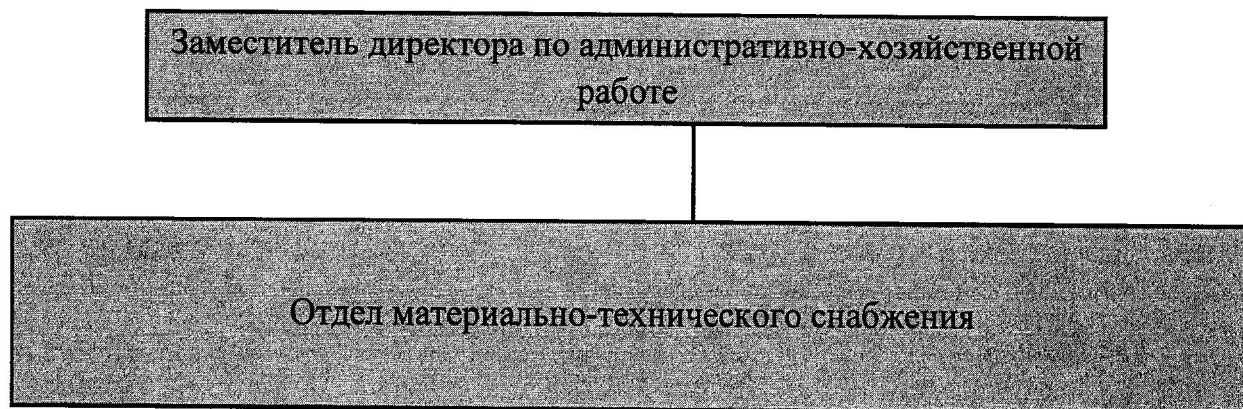 Заместитель директора по административно-хозяйственной
работе
Отдел материально-технического снабжения